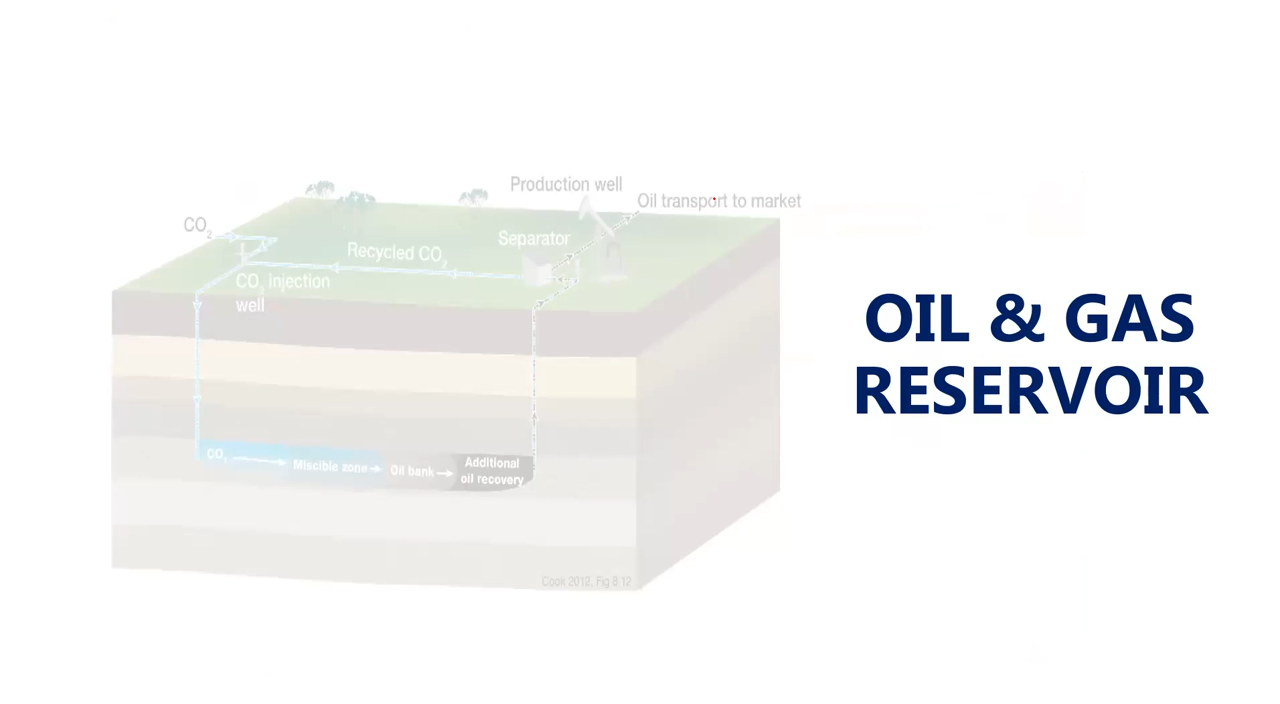 Production well
Oil transport to market
CO₂
Separator
Recycled CO₂
CO₂ injection
well
OIL & GAS
RESERVOIR
CO₂
Miscible zone
Oil bank
Additional
oil recovery
Cook 2012, Fig 8.12